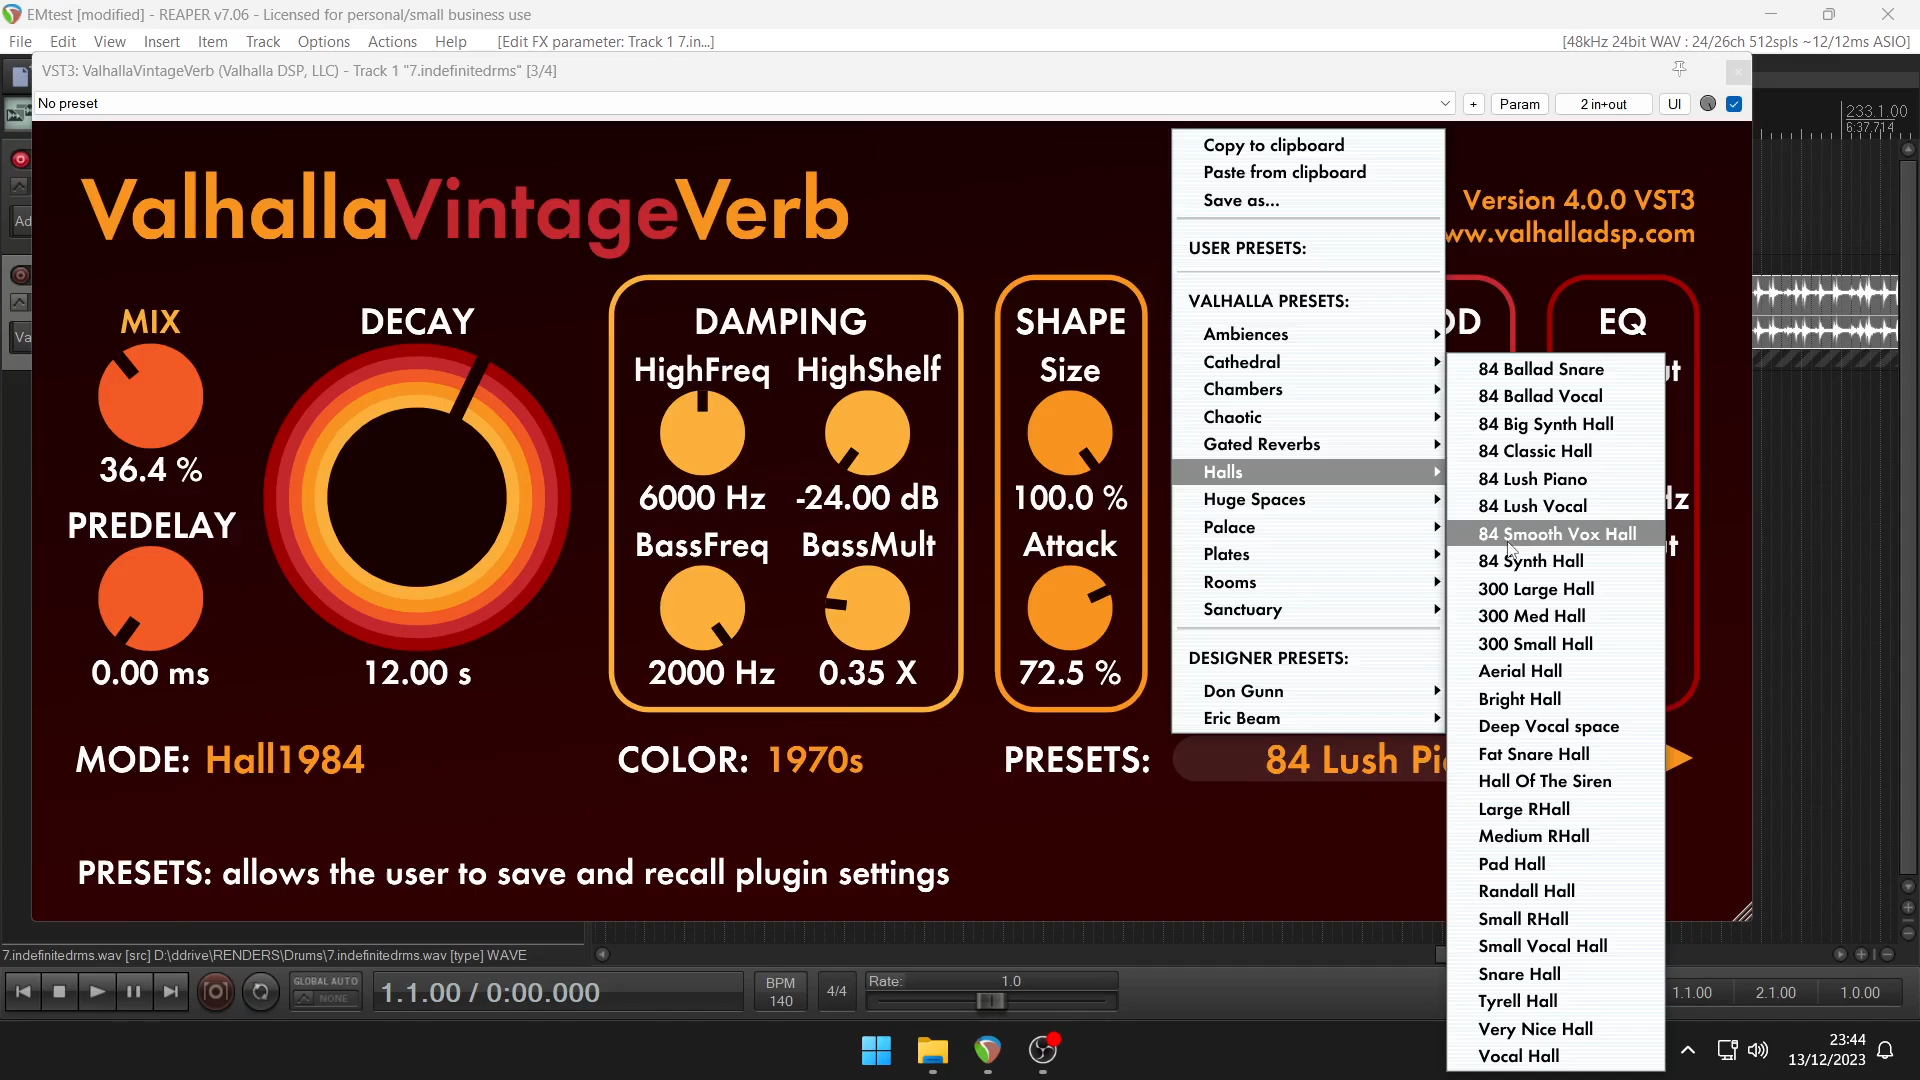 EMtest [modified] - REAPER v7.06 - Licensed for personal/small business use
File Edit View Insert Item Track Options Actions Help [Edit FX parameter: Track 1 7.in...] [48kHz 24bit WAV : 24/26ch 512spls ~12/12ms ASIO]
VST3: ValhallaVintageVerb (Valhalla DSP, LLC) - Track 1 "7.indefinitedrms" [3/4]
No preset + Param 2 in+out UI
233.1.00
6:37.714
ValhallaVintageVerb
Version 4.0.0 VST3
ww.valhalladsp.com
MIX
36.4 %
PREDELAY
0.00 ms
DECAY
12.00 s
DAMPING
HighFreq HighShelf
6000 Hz -24.00 dB
BassFreq BassMult
2000 Hz 0.35 X
SHAPE
Size
100.0 %
Attack
72.5 %
OD
EQ
ut
Hz
t
Copy to clipboard
Paste from clipboard
Save as...
USER PRESETS:
VALHALLA PRESETS:
Ambiences
Cathedral
Chambers
Chaotic
Gated Reverbs
Halls
Huge Spaces
Palace
Plates
Rooms
Sanctuary
DESIGNER PRESETS:
Don Gunn
Eric Beam
84 Ballad Snare
84 Ballad Vocal
84 Big Synth Hall
84 Classic Hall
84 Lush Piano
84 Lush Vocal
84 Smooth Vox Hall
84 Synth Hall
300 Large Hall
300 Med Hall
300 Small Hall
Aerial Hall
Bright Hall
Deep Vocal space
Fat Snare Hall
Hall Of The Siren
Large RHall
Medium RHall
Pad Hall
Randall Hall
Small RHall
Small Vocal Hall
Snare Hall
Tyrell Hall
Very Nice Hall
Vocal Hall
MODE: Hall1984 COLOR: 1970s PRESETS: 84 Lush Pi
PRESETS: allows the user to save and recall plugin settings
Ad
Va
7.indefinitedrms.wav [src] D:\ddrive\RENDERS\Drums\7.indefinitedrms.wav [type] WAVE
GLOBAL AUTO
NONE
1.1.00 / 0:00.000
BPM
140
4/4
Rate: 1.0
1.1.00 2.1.00 1.0.00
23:44
13/12/2023